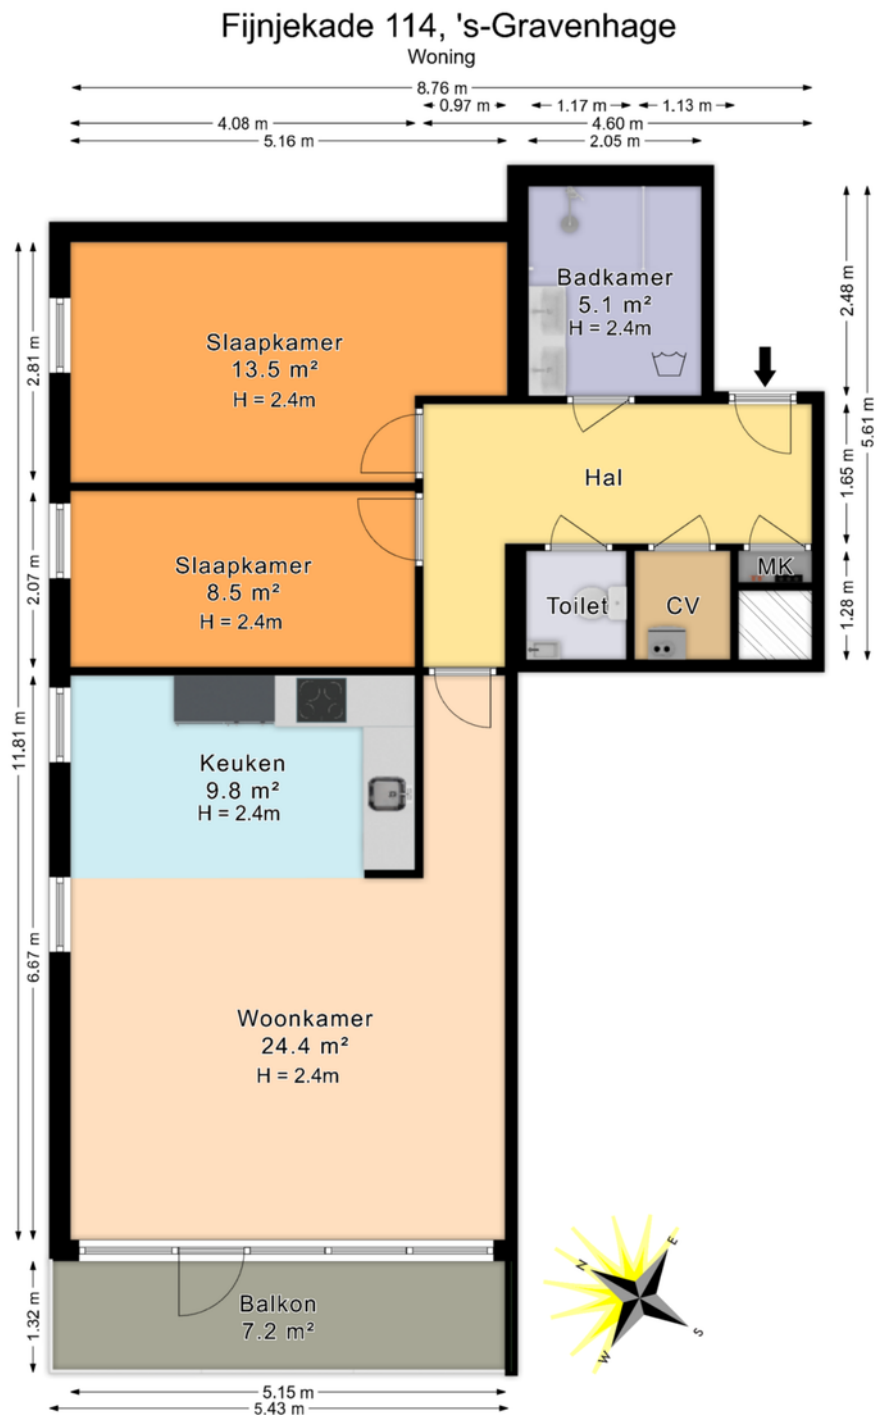 Fijnjekade 114, 's-Gravenhage
Woning
8.76 m
0.97 m
1.17 m
1.13 m
4.08 m
4.60 m
5.16 m
2.05 m
Badkamer
5.1 m²
H = 2.4m
2.48 m
5.61 m
Slaapkamer
13.5 m²
H = 2.4m
2.81 m
Hal
1.65 m
Slaapkamer
8.5 m²
H = 2.4m
2.07 m
Toilet
CV
MK
1.28 m
11.81 m
Keuken
9.8 m²
H = 2.4m
6.67 m
Woonkamer
24.4 m²
H = 2.4m
Balkon
7.2 m²
1.32 m
N
E
S
W
5.15 m
5.43 m